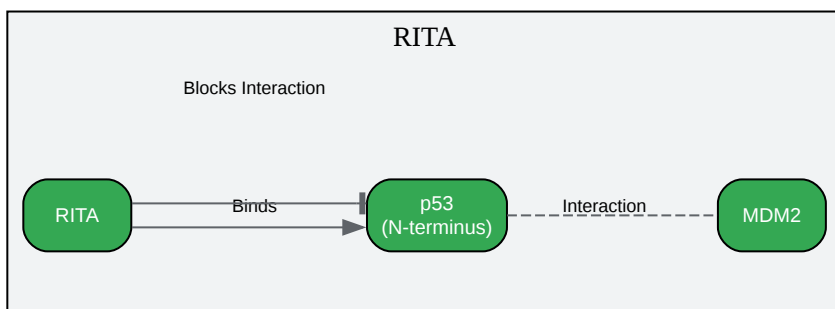 RITA
Blocks Interaction
RITA
Binds
p53
(N-terminus)
Interaction
MDM2